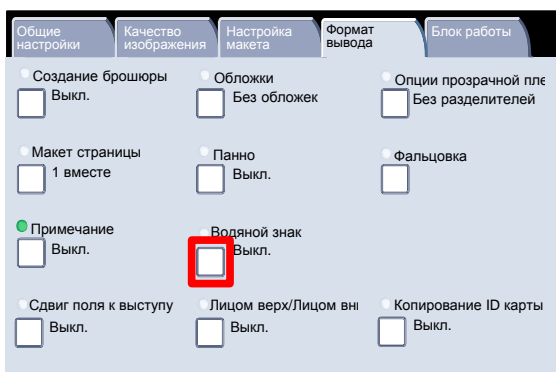 Общие
настройки
Качество
изображения
Настройка
макета
Формат
вывода
Блок работы
Создание брошюры
Выкл.
Обложки
Без обложек
Опции прозрачной пле
Без разделителей
Макет страницы
1 вместе
Панно
Выкл.
Фальцовка
Примечание
Выкл.
Водяной знак
Выкл.
Сдвиг поля к выступу
Выкл.
Лицом верх/Лицом вни
Выкл.
Копирование ID карты
Выкл.